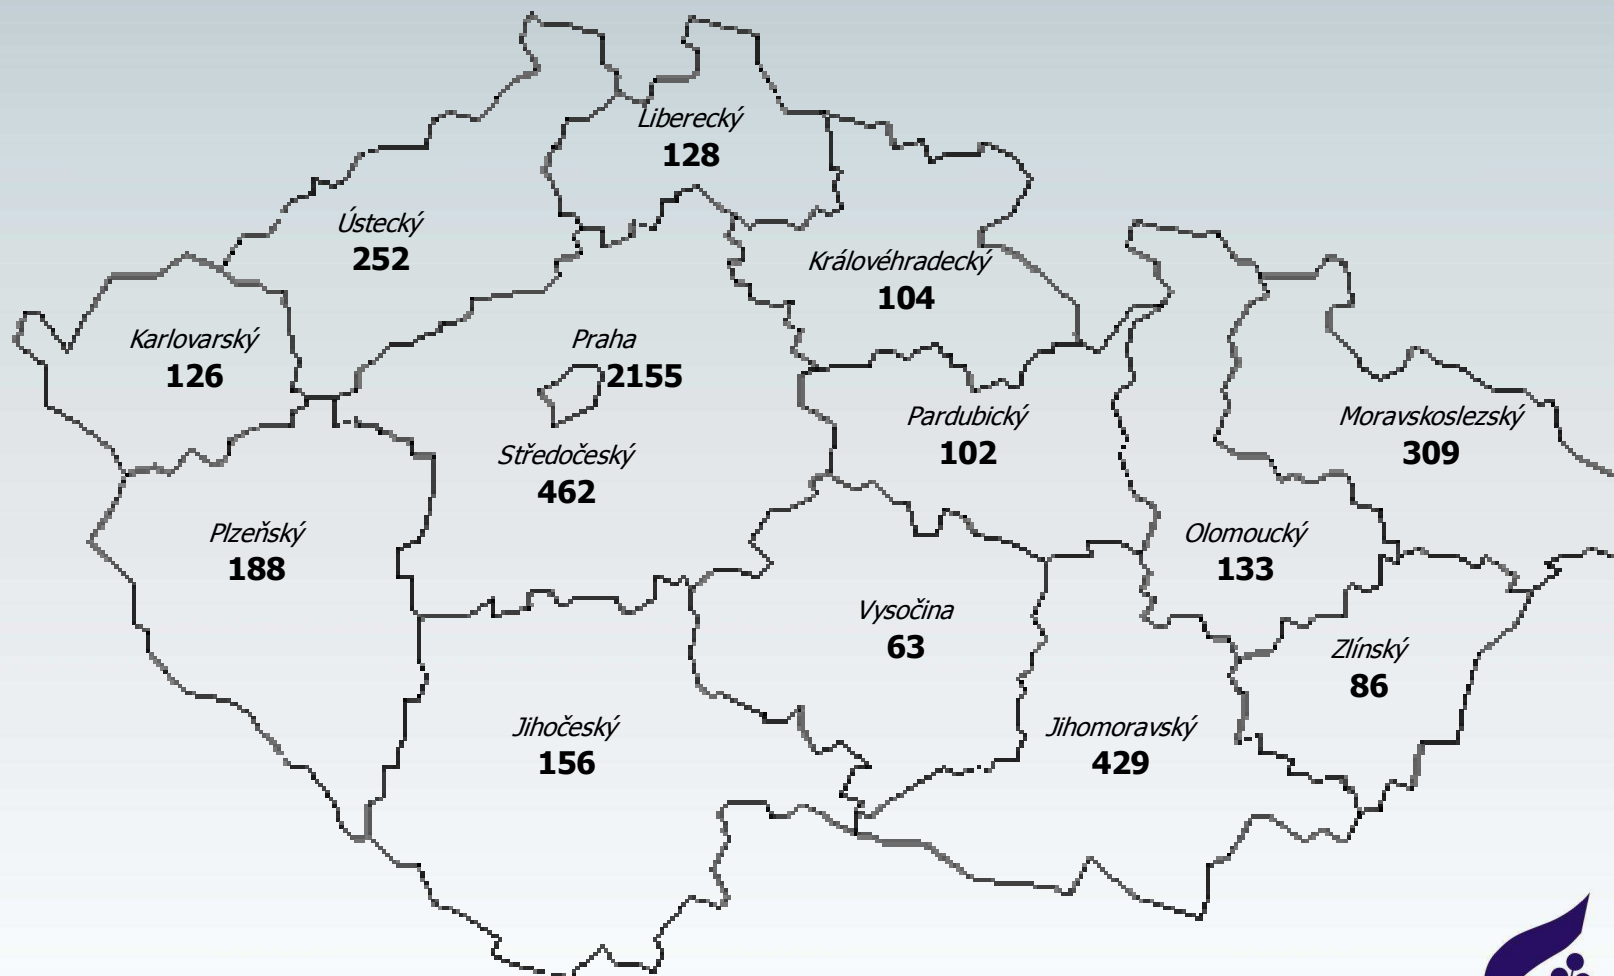 Liberecký
128
Ústecký
252
Královéhradecký
104
Karlovarský
126
Praha
2155
Pardubický
102
Moravskoslezský
309
Středočeský
462
Plzeňský
188
Olomoucký
133
Vysočina
63
Zlínský
86
Jihočeský
156
Jihomoravský
429